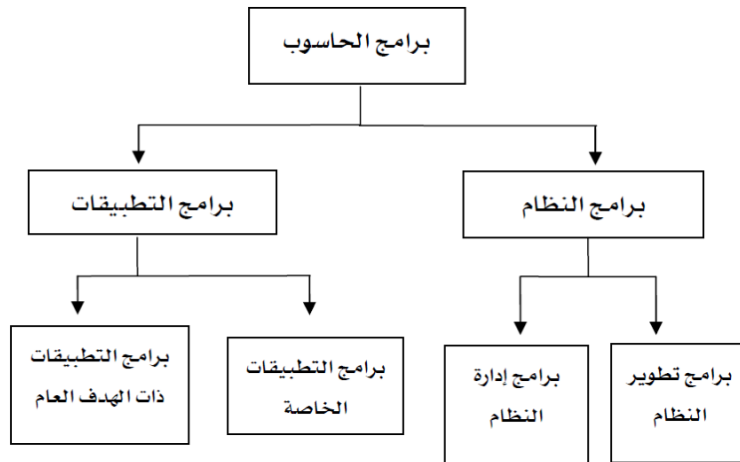 برامج الحاسوب
برامج النظام
برامج التطبيقات
برامج تطوير
النظام
برامج إدارة
النظام
برامج التطبيقات
الخاصة
برامج التطبيقات
ذات الهدف العام